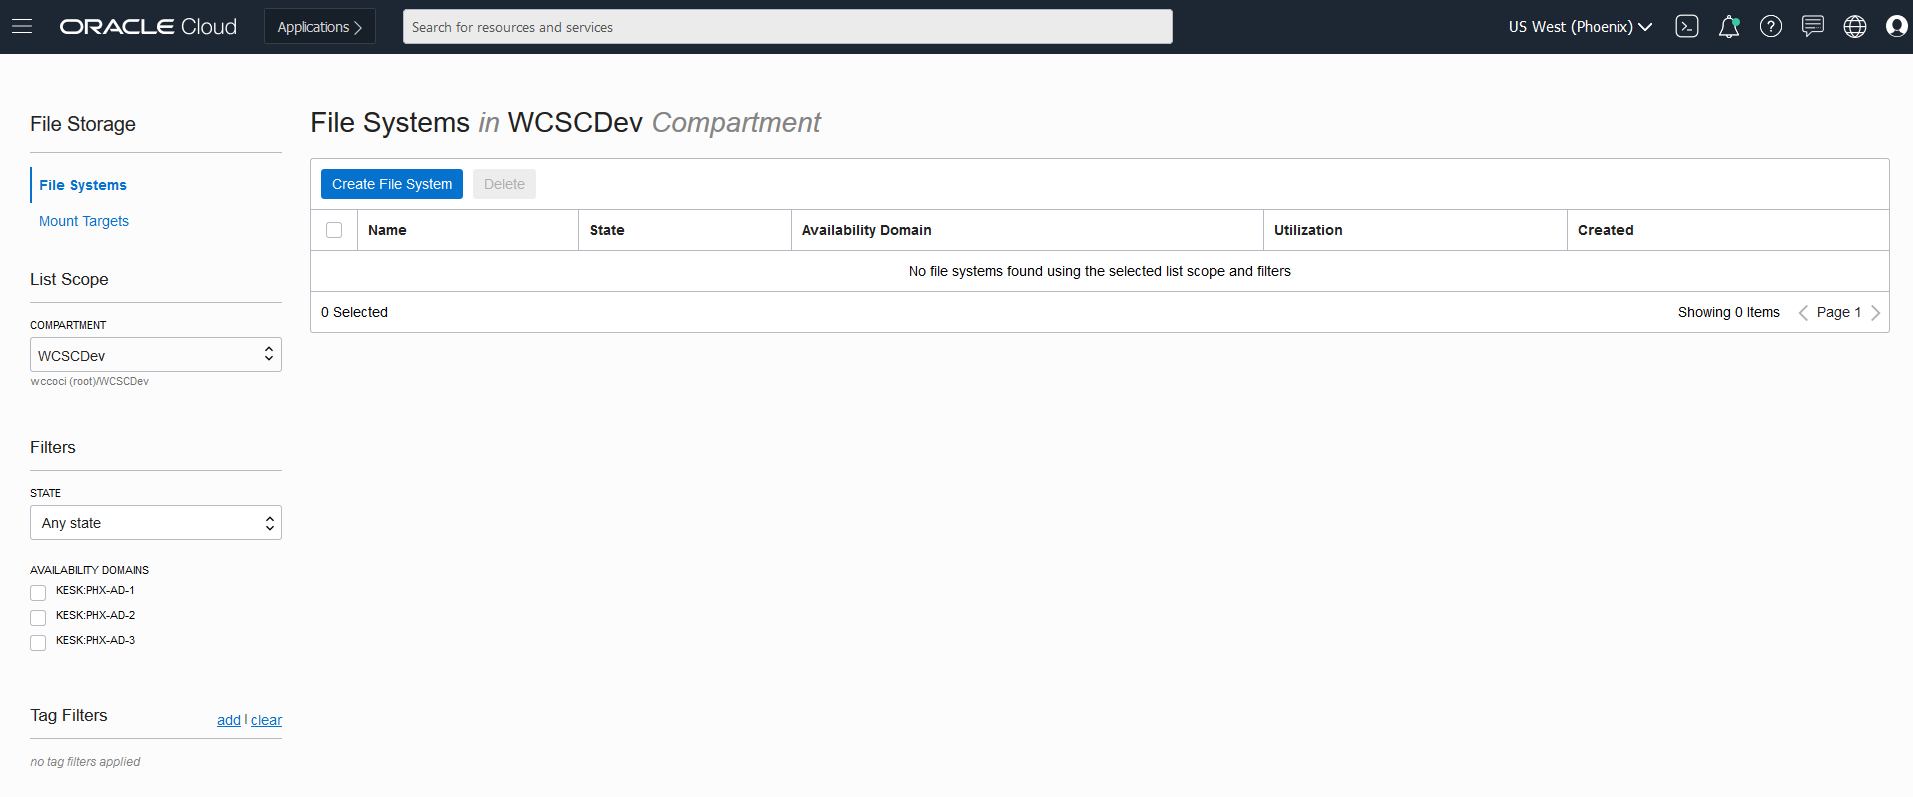 ORACLE Cloud
Applications
Search for resources and services
US West (Phoenix)
File Storage
File Systems
Mount Targets
List Scope
COMPARTMENT
WCSCDev
wccoci (root)/WCSCDev
Filters
STATE
Any state
AVAILABILITY DOMAINS
KESK:PHX-AD-1
KESK:PHX-AD-2
KESK:PHX-AD-3
Tag Filters add | clear
no tag filters applied
File Systems in WCSCDev Compartment
Create File System Delete
Name State Availability Domain Utilization Created
No file systems found using the selected list scope and filters
0 Selected Showing 0 Items Page 1